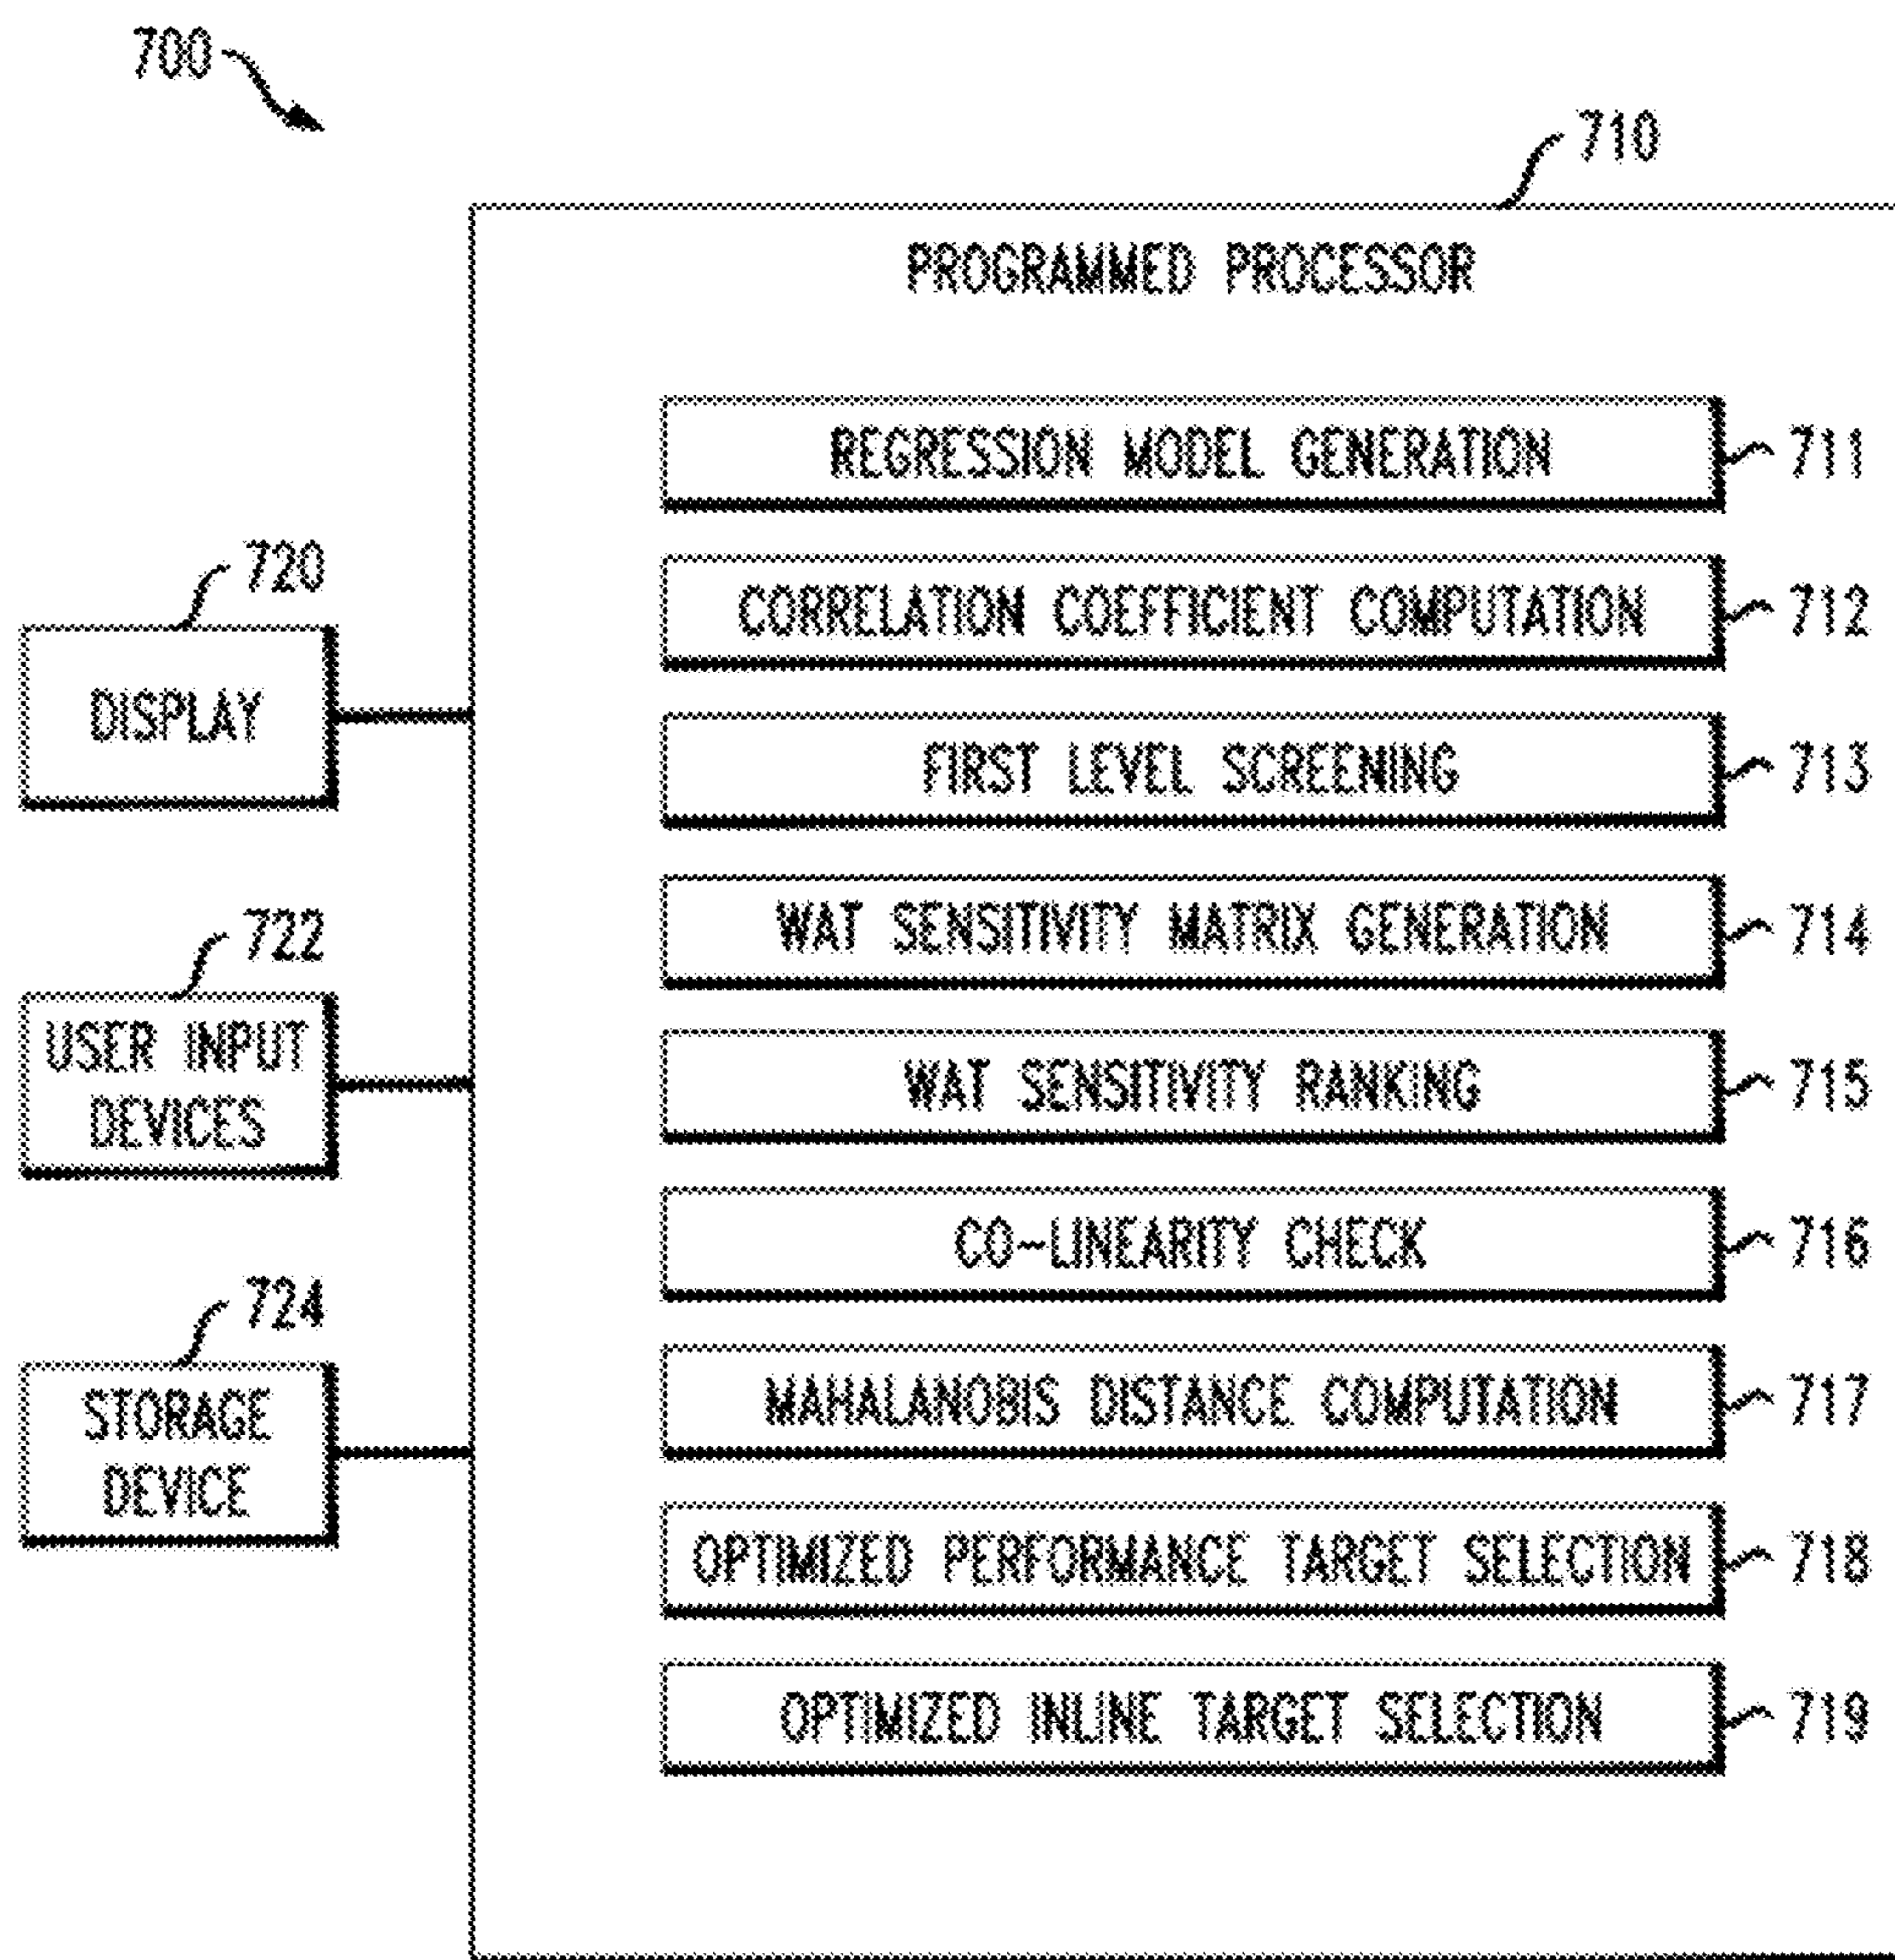 700
710
PROGRAMMED PROCESSOR
REGRESSION MODEL GENERATION
711
CORRELATION COEFFICIENT COMPUTATION
712
FIRST LEVEL SCREENING
713
WAT SENSITIVITY MATRIX GENERATION
714
WAT SENSITIVITY RANKING
715
CO-LINEARITY CHECK
716
MAHALANOBIS DISTANCE COMPUTATION
717
OPTIMIZED PERFORMANCE TARGET SELECTION
718
OPTIMIZED INLINE TARGET SELECTION
719
720
DISPLAY
722
USER INPUT
DEVICES
724
STORAGE
DEVICE